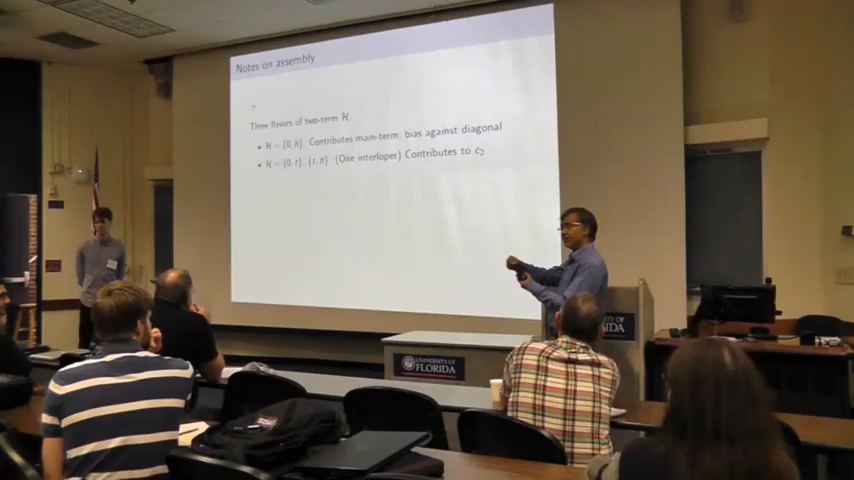 Notes on assembly
Three flavors of two-term H
• H = {0, h} Contributes main-term, bias against diagonal
• H = {0, t}, {t, h} (One interloper) Contributes to c₂
UNIVERSITY of
FLORIDA
UNIVERSITY of
FLORIDA